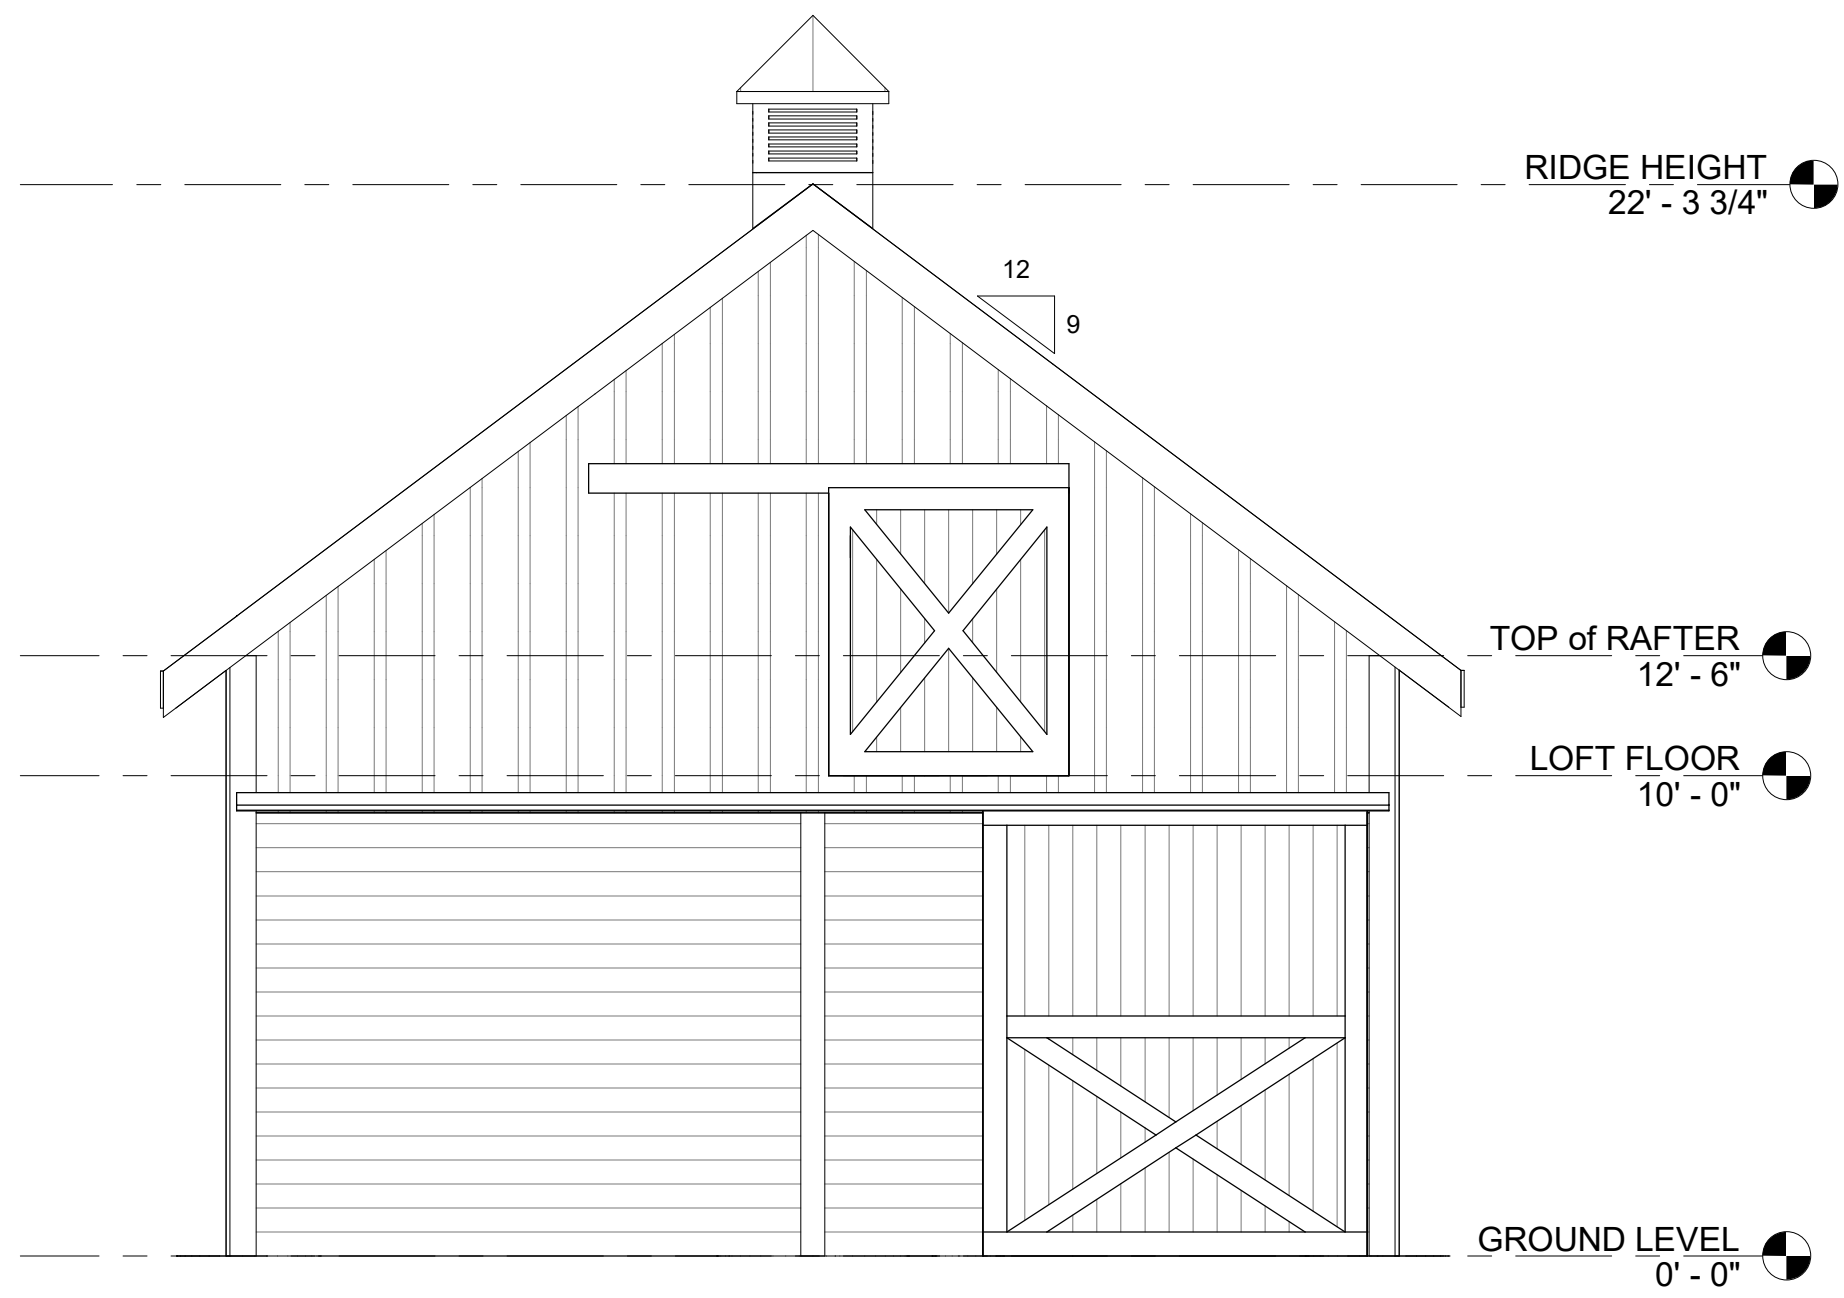 RIDGE HEIGHT
22' - 3 3/4"
12
9
TOP of RAFTER
12' - 6"
LOFT FLOOR
10' - 0"
GROUND LEVEL
0' - 0"